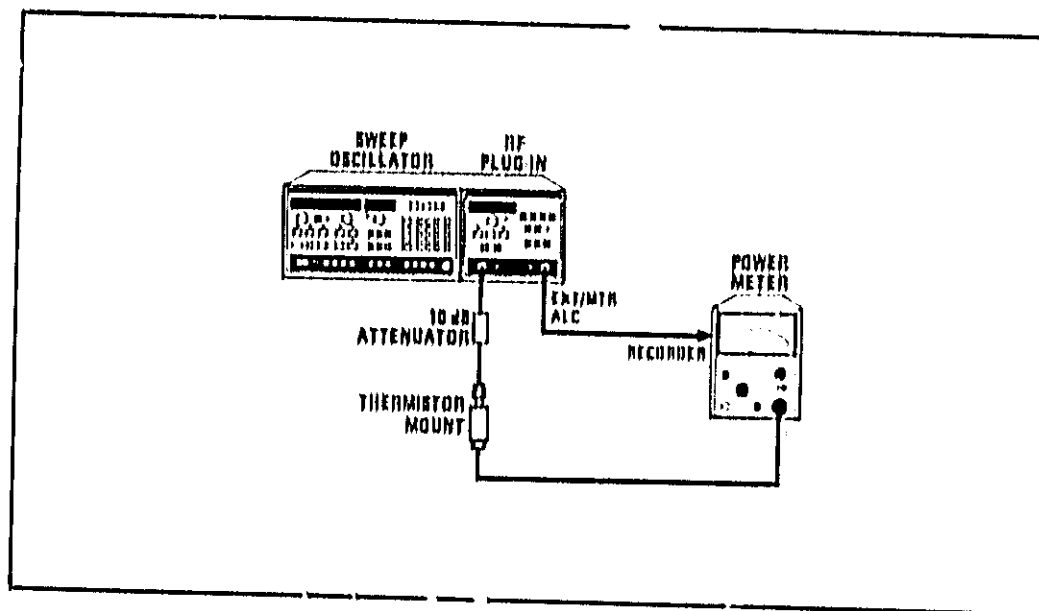 SWEEP
OSCILLATOR
RF
PLUG-IN
POWER
METER
EXT/MTR
ALC
10 dB
ATTENUATOR
RECORDER
THERMISTOR
MOUNT